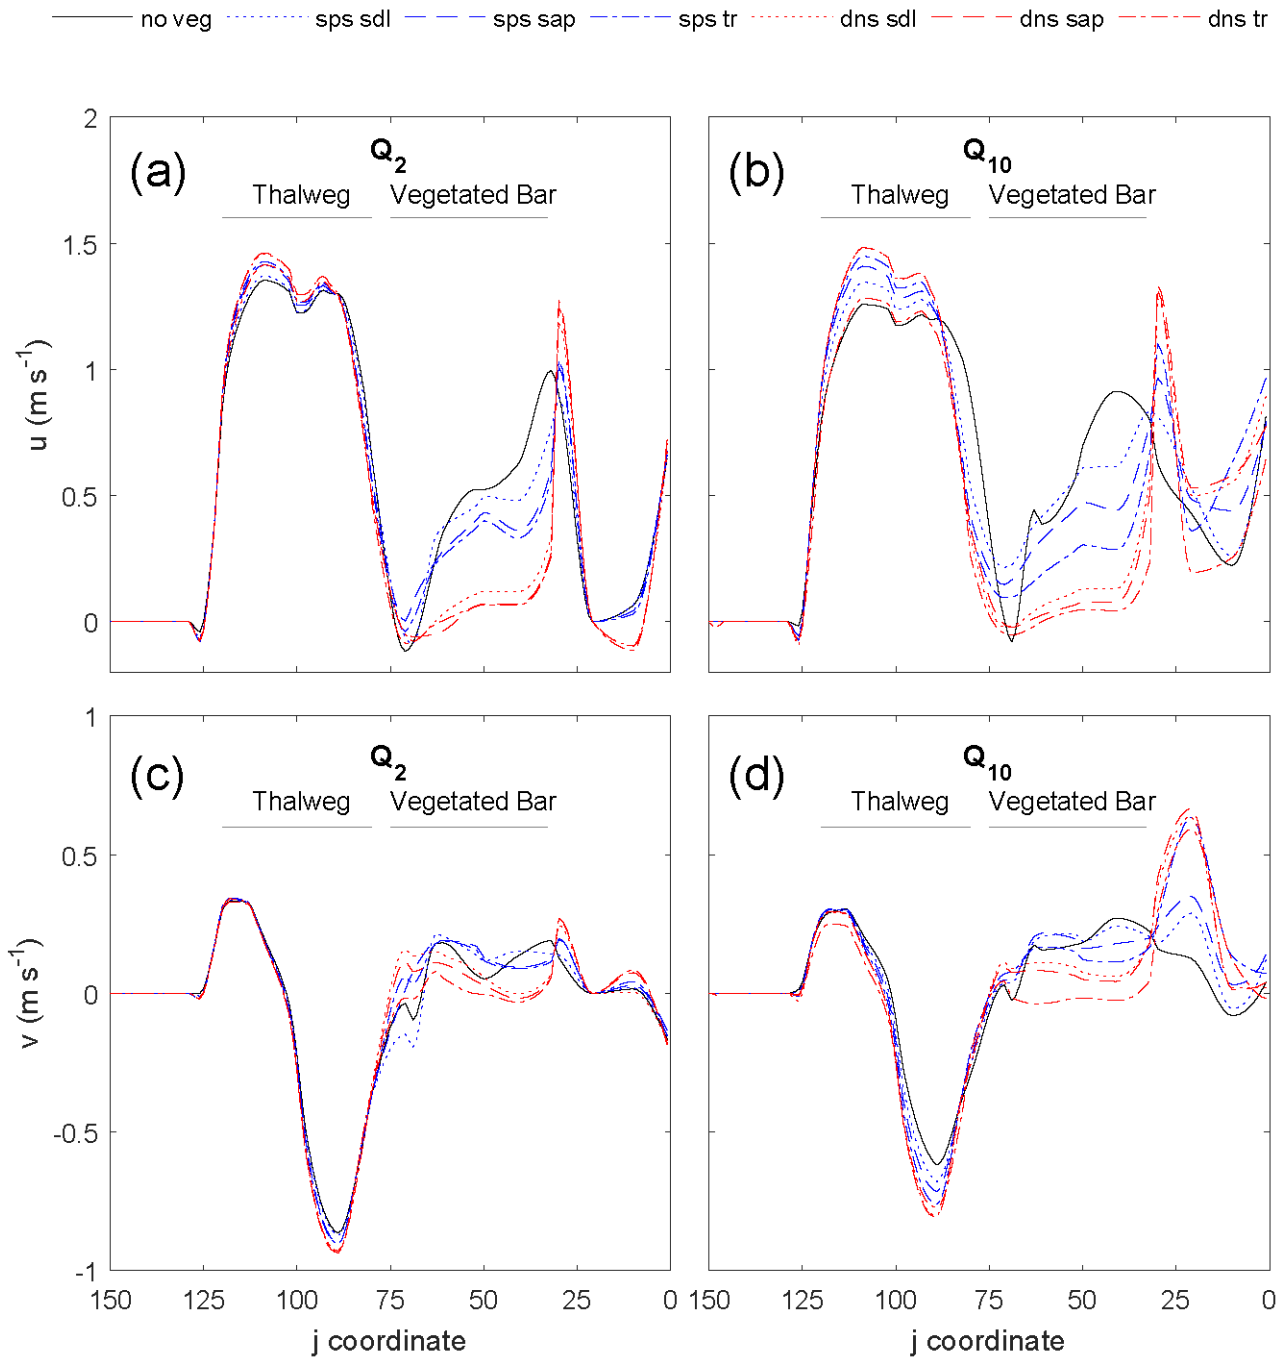 no veg sps sdl sps sap sps tr dns sdl dns sap dns tr
(a) Q2
Thalweg Vegetated Bar
2
1.5
1
0.5
0
u (m s-1)
(b) Q10
Thalweg Vegetated Bar
(c) Q2
Thalweg Vegetated Bar
1
0.5
0
-0.5
-1
v (m s-1)
150 125 100 75 50 25 0
j coordinate
(d) Q10
Thalweg Vegetated Bar
150 125 100 75 50 25 0
j coordinate